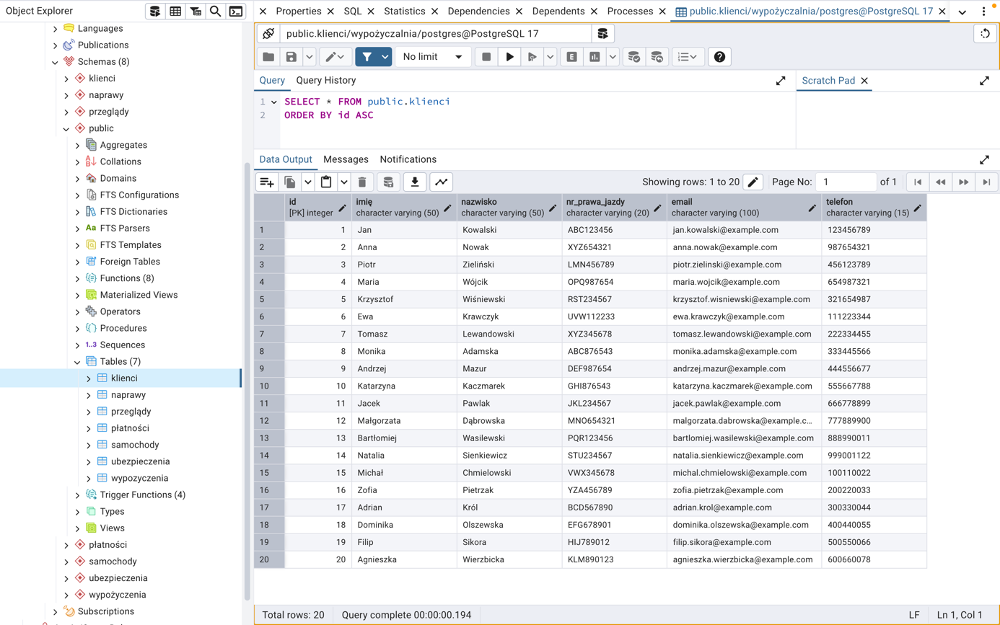 Object Explorer
Languages
Publications
Schemas (8)
klienci
naprawy
przeglądy
public
Aggregates
Collations
Domains
FTS Configurations
FTS Dictionaries
Aa FTS Parsers
FTS Templates
Foreign Tables
Functions (8)
Materialized Views
Operators
Procedures
1..3 Sequences
Tables (7)
klienci
naprawy
przeglądy
płatności
samochody
ubezpieczenia
wypozyczenia
Trigger Functions (4)
Types
Views
płatności
samochody
ubezpieczenia
wypożyczenia
Subscriptions
Properties SQL Statistics Dependencies Dependents Processes public.klienci/wypożyczalnia/postgres@PostgreSQL 17
public.klienci/wypożyczalnia/postgres@PostgreSQL 17
No limit E
Query Query History Scratch Pad
1 SELECT * FROM public.klienci
2 ORDER BY id ASC
Data Output Messages Notifications
Showing rows: 1 to 20 Page No: 1 of 1
id imię nazwisko nr_prawa_jazdy email telefon
[PK] integer character varying (50) character varying (50) character varying (20) character varying (100) character varying (15)
1 1 Jan Kowalski ABC123456 jan.kowalski@example.com 123456789
2 2 Anna Nowak XYZ654321 anna.nowak@example.com 987654321
3 3 Piotr Zieliński LMN456789 piotr.zielinski@example.com 456123789
4 4 Maria Wójcik OPQ987654 maria.wojcik@example.com 654987321
5 5 Krzysztof Wiśniewski RST234567 krzysztof.wisniewski@example.com 321654987
6 6 Ewa Krawczyk UVW112233 ewa.krawczyk@example.com 111223344
7 7 Tomasz Lewandowski XYZ345678 tomasz.lewandowski@example.com 222334455
8 8 Monika Adamska ABC876543 monika.adamska@example.com 333445566
9 9 Andrzej Mazur DEF987654 andrzej.mazur@example.com 444556677
10 10 Katarzyna Kaczmarek GHI876543 katarzyna.kaczmarek@example.com 555667788
11 11 Jacek Pawlak JKL234567 jacek.pawlak@example.com 666778899
12 12 Małgorzata Dąbrowska MNO654321 malgorzata.dabrowska@example.c... 777889900
13 13 Bartłomiej Wasilewski PQR123456 bartlomiej.wasilewski@example.com 888990011
14 14 Natalia Sienkiewicz STU234567 natalia.sienkiewicz@example.com 999001122
15 15 Michał Chmielowski VWX345678 michal.chmielowski@example.com 100110022
16 16 Zofia Pietrzak YZA456789 zofia.pietrzak@example.com 200220033
17 17 Adrian Król BCD567890 adrian.krol@example.com 300330044
18 18 Dominika Olszewska EFG678901 dominika.olszewska@example.com 400440055
19 19 Filip Sikora HIJ789012 filip.sikora@example.com 500550066
20 20 Agnieszka Wierzbicka KLM890123 agnieszka.wierzbicka@example.com 600660078
Total rows: 20 Query complete 00:00:00.194 LF Ln 1, Col 1